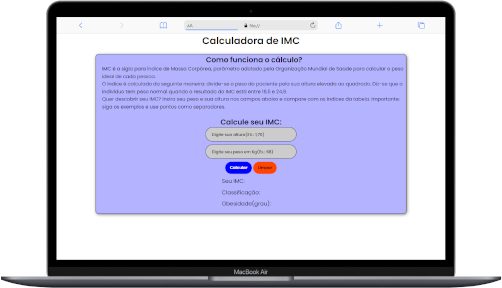 Calculadora de IMC
Como funciona o cálculo?
IMC é a sigla para Índice de Massa Corpórea, parâmetro adotado pela Organização Mundial de Saúde para calcular o peso
ideal de cada pessoa.
O índice é calculado da seguinte maneira: divide-se o peso do paciente pela sua altura elevada ao quadrado. Diz-se que o
indivíduo tem peso normal quando o resultado do IMC está entre 18,5 e 24,9.
Quer descobrir seu IMC? Insira seu peso e sua altura nos campos abaixo e compare com os índices da tabela. Importante:
siga os exemplos e use pontos como separadores.
Calcule seu IMC:
Digite sua altura(Ex.: 1.70)
Digite seu peso em kg(Ex.: 68)
Calcular
Limpar
Seu IMC:
Classificação:
Obesidade(grau):
MacBook Air